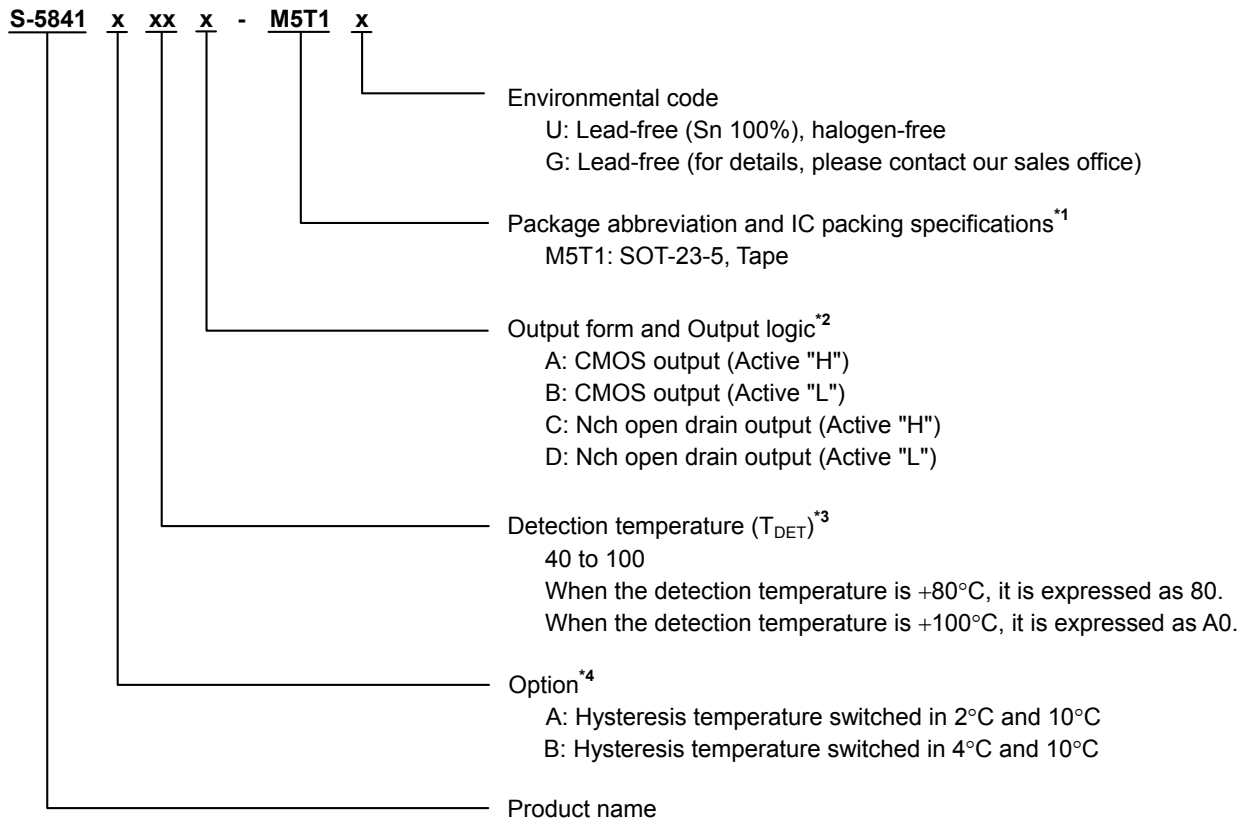 S-5841 x xx x - M5T1 x
Environmental code
U: Lead-free (Sn 100%), halogen-free
G: Lead-free (for details, please contact our sales office)
Package abbreviation and IC packing specifications*1
M5T1: SOT-23-5, Tape
Output form and Output logic*2
A: CMOS output (Active "H")
B: CMOS output (Active "L")
C: Nch open drain output (Active "H")
D: Nch open drain output (Active "L")
Detection temperature (TDET)*3
40 to 100
When the detection temperature is +80°C, it is expressed as 80.
When the detection temperature is +100°C, it is expressed as A0.
Option*4
A: Hysteresis temperature switched in 2°C and 10°C
B: Hysteresis temperature switched in 4°C and 10°C
Product name